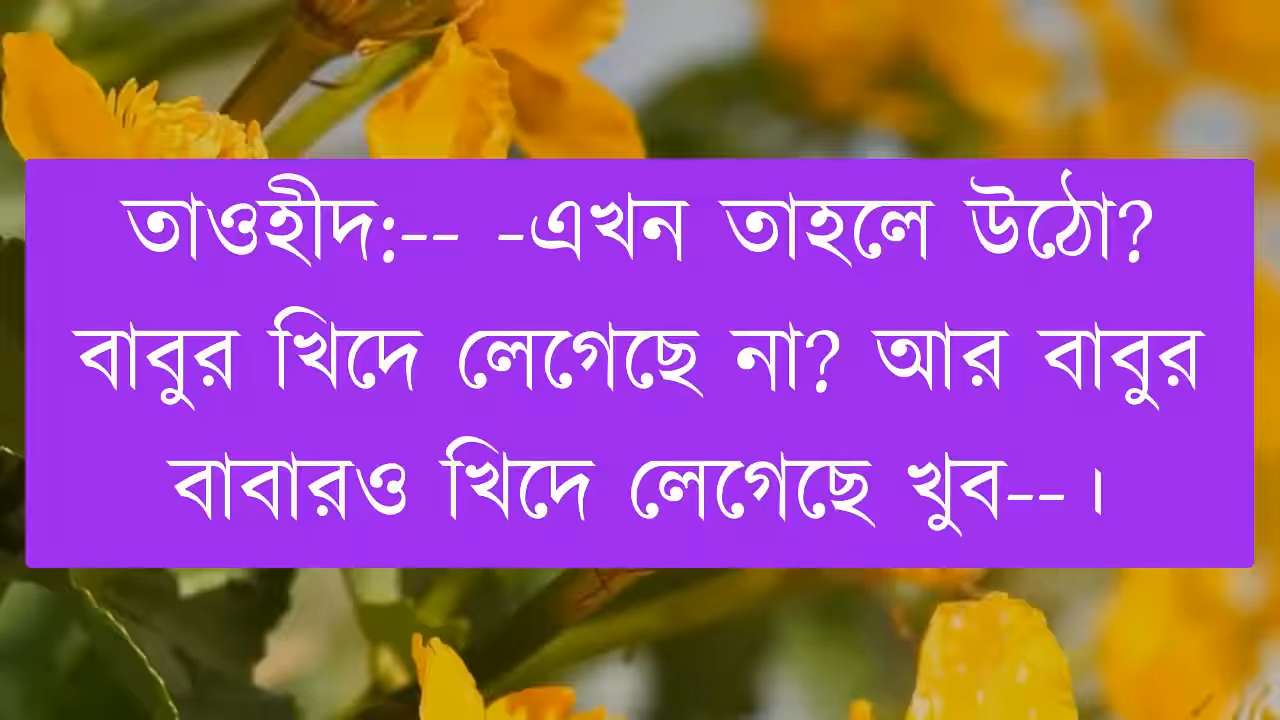 তাওহীদ:-- -এখন তাহলে উঠো?
বাবুর খিদে লেগেছে না? আর বাবুর
বাবারও খিদে লেগেছে খুব--।